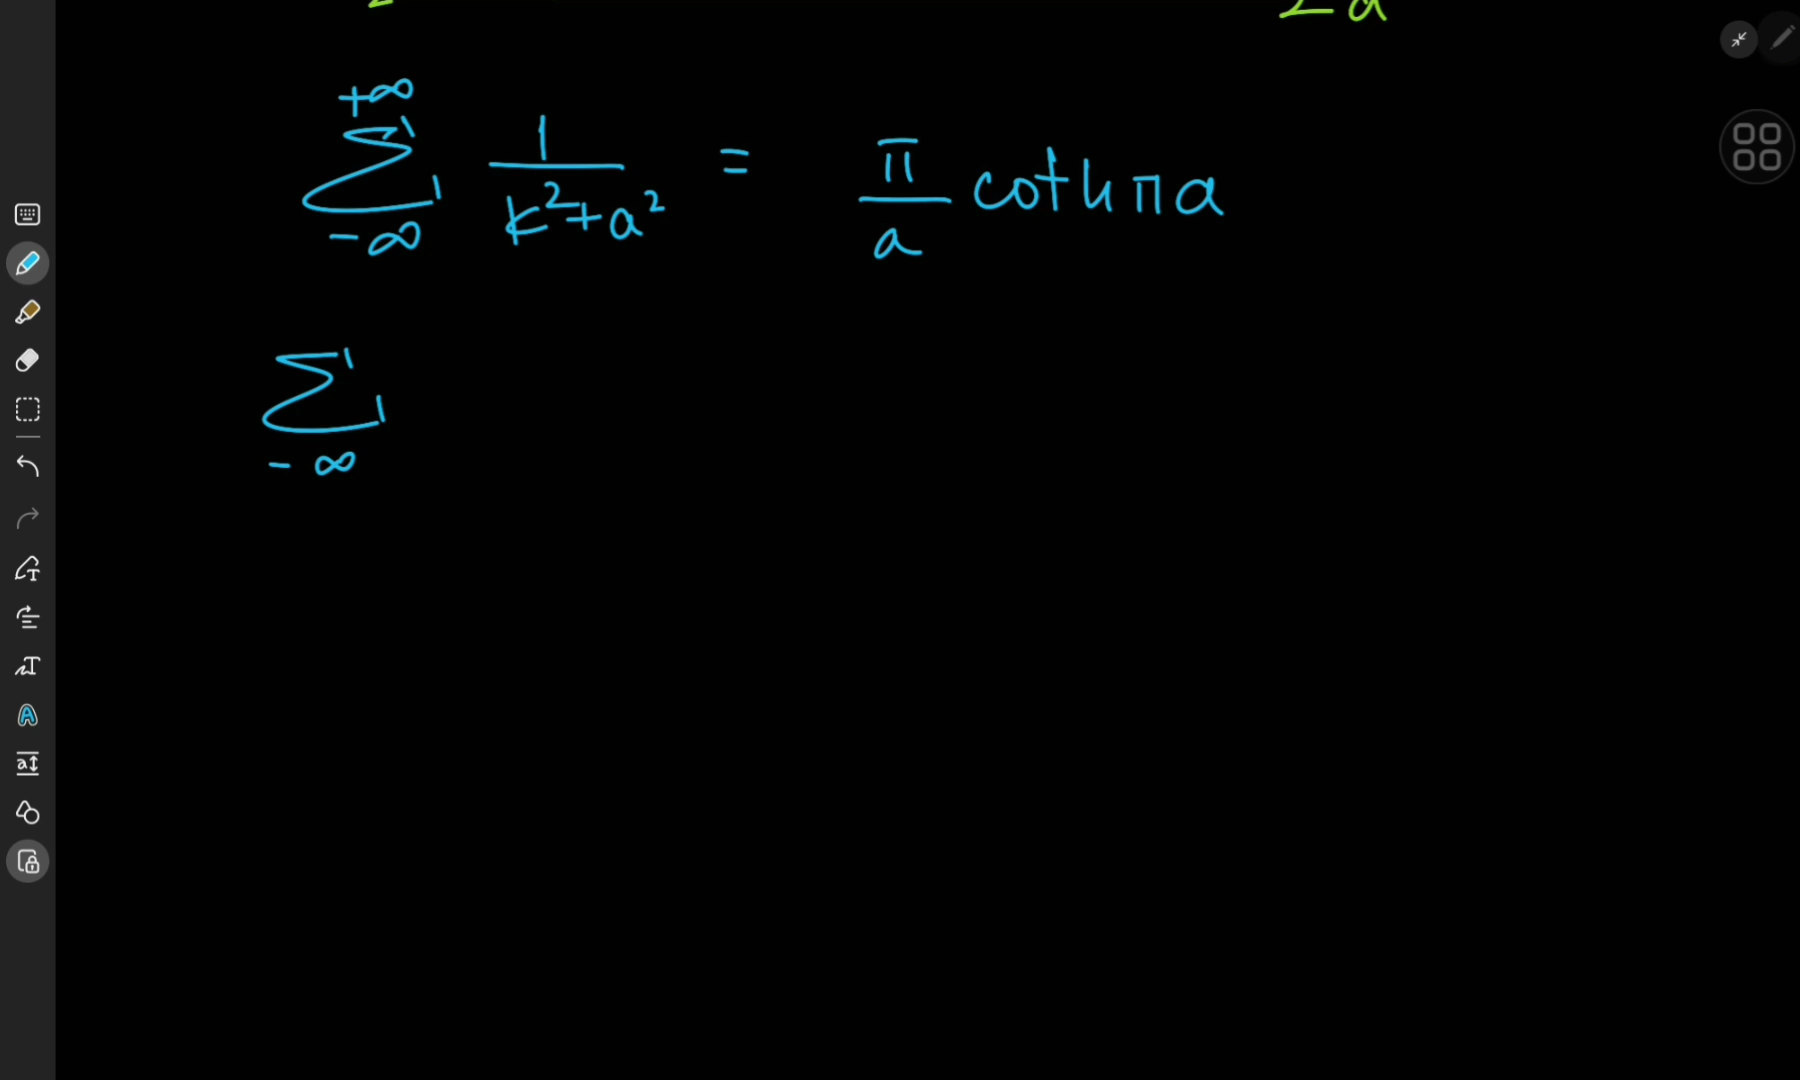 +∞
∑ 1/(k²+a²) = π/a coth πa
-∞
∑
-∞